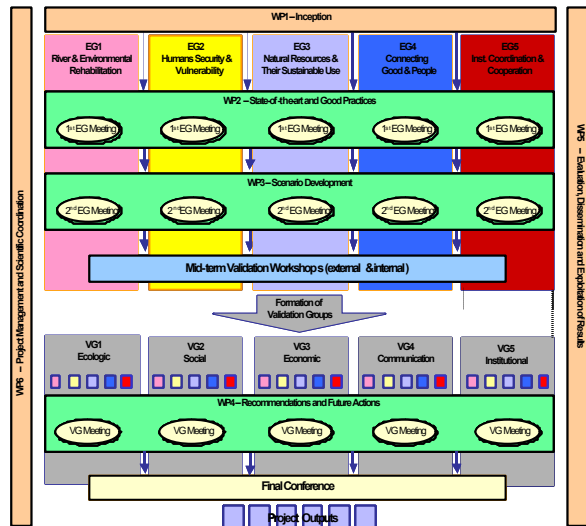 WP1 – Inception
EG1
River & Environmental
Rehabilitation
EG2
Humans Security &
Vulnerability
EG3
Natural Resources &
Their Sustainable Use
EG4
Connecting
Good & People
EG5
Inst. Coordination &
Cooperation
WP2 – State-of-the art and Good Practices
1st EG Meeting
1st EG Meeting
1st EG Meeting
1st EG Meeting
1st EG Meeting
WP3 – Scenario Development
2nd EG Meeting
2nd EG Meeting
2nd EG Meeting
2nd EG Meeting
2nd EG Meeting
Mid-term Validation Workshops (external & internal)
Formation of
Validation Groups
VG1
Ecologic
VG2
Social
VG3
Economic
VG4
Communication
VG5
Institutional
WP4 – Recommendations and Future Actions
VG Meeting
VG Meeting
VG Meeting
VG Meeting
VG Meeting
Final Conference
Project Outputs
WP6 – Project Management and Scientific Coordination
WP5 – Evaluation, Dissemination and Exploitation of Results